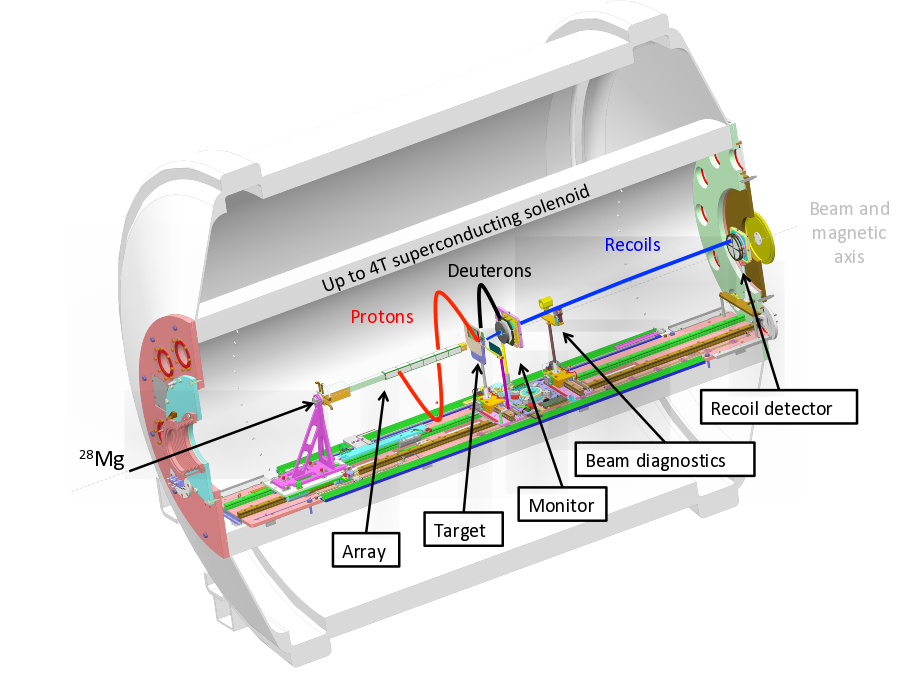 Up to 4T superconducting solenoid
Beam and
magnetic
axis
Recoils
Deuterons
Protons
Recoil detector
²⁸Mg
Beam diagnostics
Monitor
Target
Array